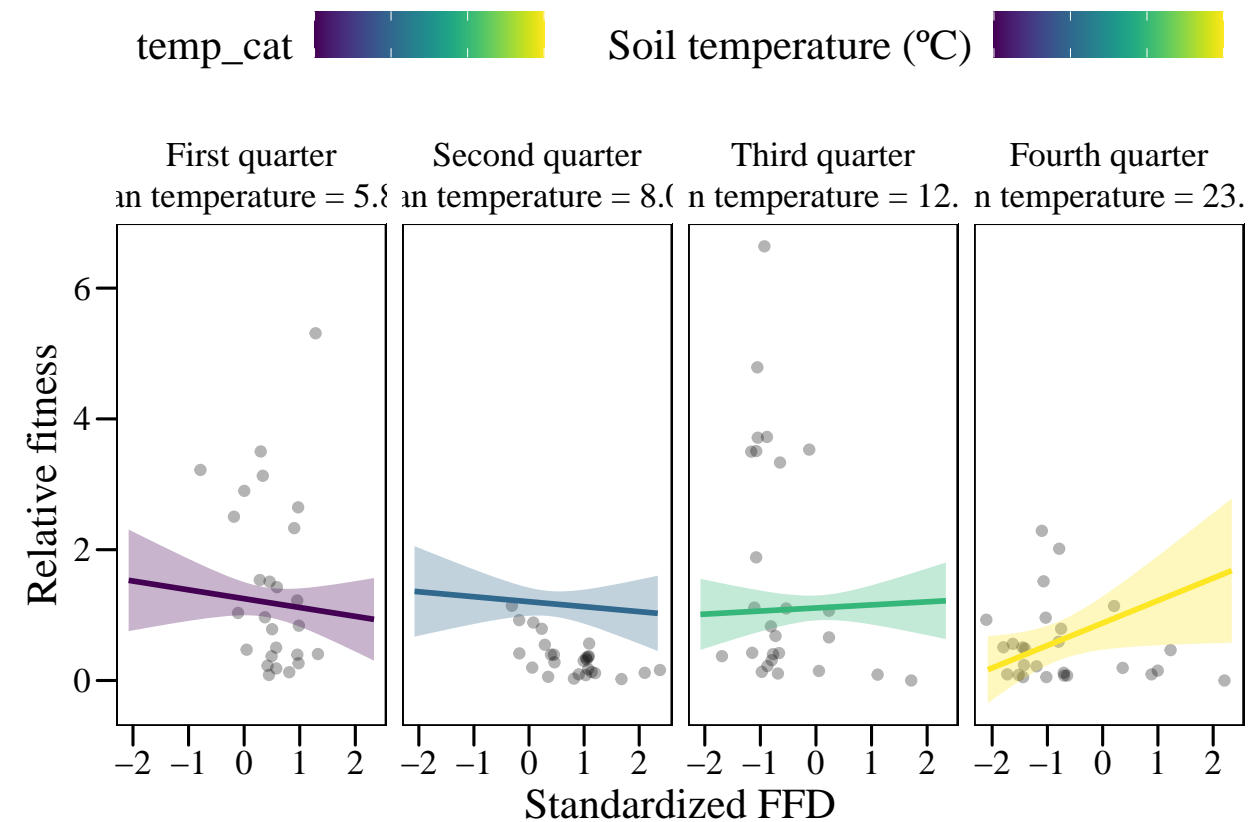 temp_cat
Soil temperature (ºC)
First quarter
an temperature = 5.8
Second quarter
an temperature = 8.0
Third quarter
n temperature = 12.
Fourth quarter
n temperature = 23.
6
4
2
0
Relative fitness
−2 −1 0 1 2
−2 −1 0 1 2
−2 −1 0 1 2
−2 −1 0 1 2
Standardized FFD